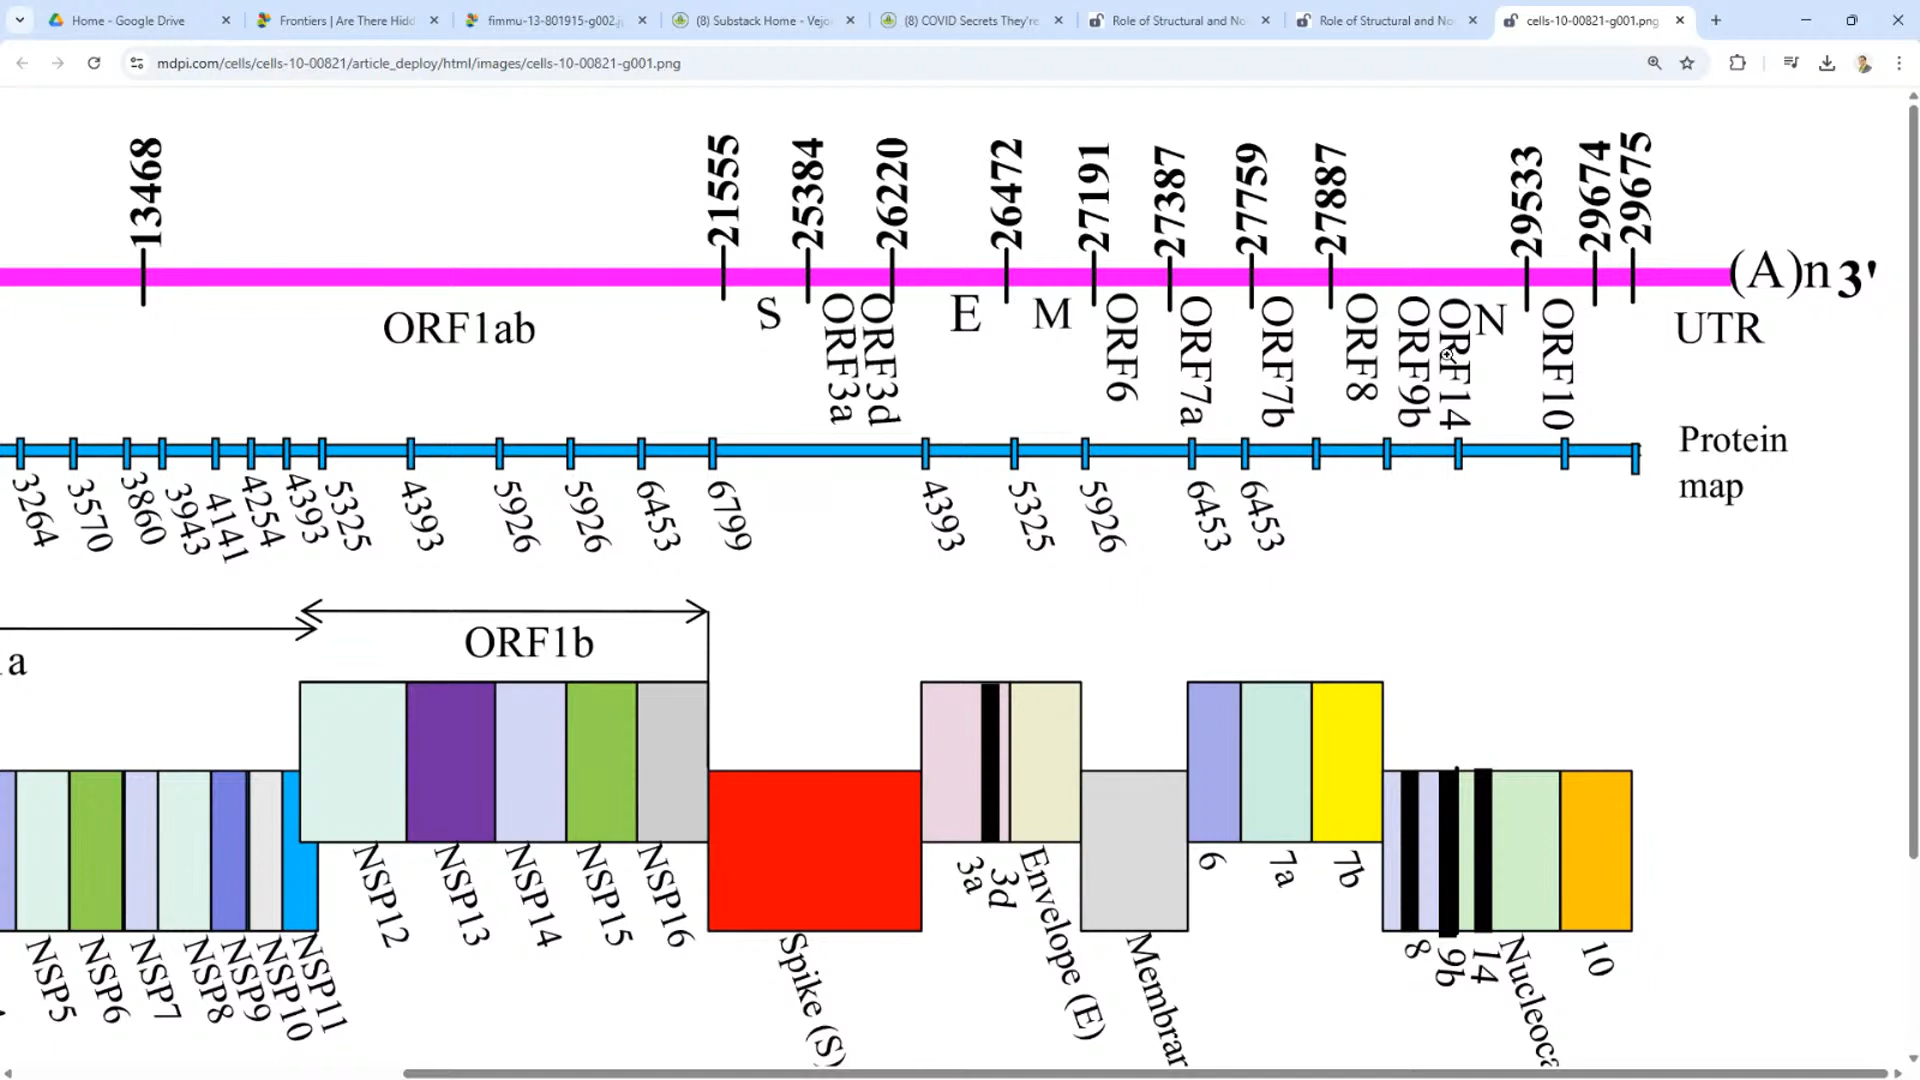 Home - Google Drive
Frontiers | Are There Hidd
fimmu-13-801915-g002.j
(8) Substack Home - Vejo
(8) COVID Secrets They're
Role of Structural and No
Role of Structural and No
cells-10-00821-g001.png
mdpi.com/cells/cells-10-00821/article_deploy/html/images/cells-10-00821-g001.png
13468
21555
25384
26220
26472
27191
27387
27759
27887
29533
29674
29675
(A)n 3'
ORF1ab
S
ORF3a
ORF3d
E
M
ORF6
ORF7a
ORF7b
ORF8
ORF9b
ORF14
N
ORF10
UTR
Protein
map
3264
3570
3860
3943
4141
4254
4393
5325
4393
5926
5926
6453
6799
4393
5325
5926
6453
6453
1a
ORF1b
NSP12
NSP13
NSP14
NSP15
NSP16
3a
3d
Envelope (E)
6
7a
7b
NSP5
NSP6
NSP7
NSP8
NSP9
NSP10
NSP11
Spike (S)
Membrar
8
9b
14
Nucleoca
10